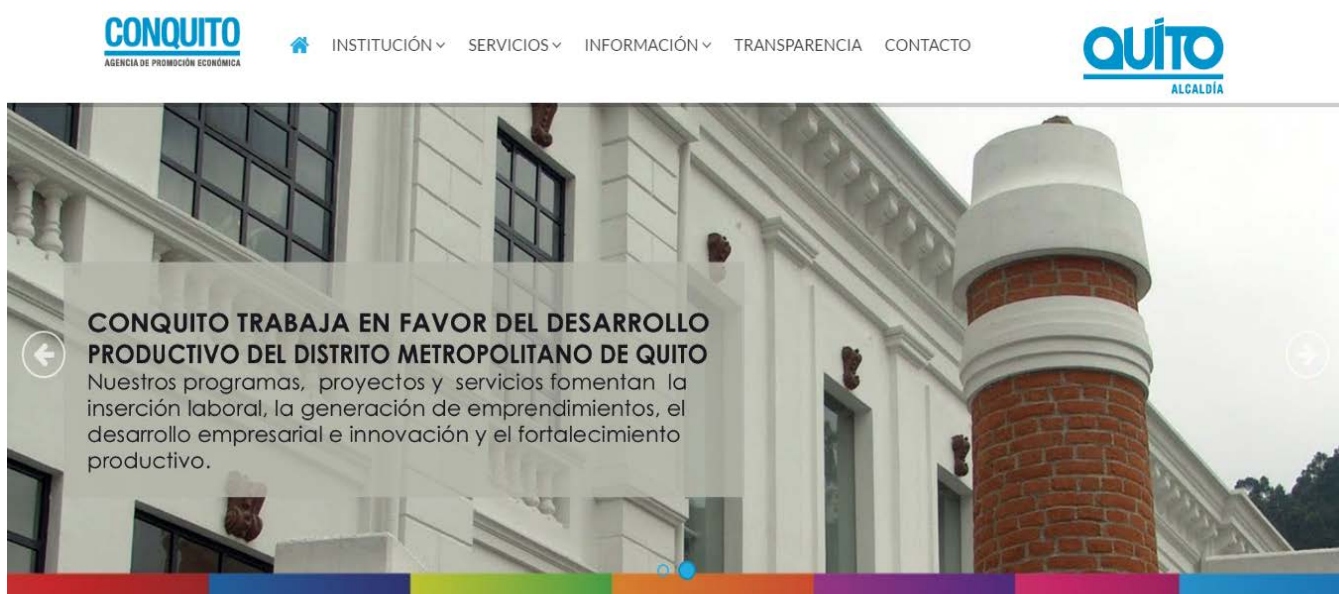 CONQUITO
AGENCIA DE PROMOCIÓN ECONÓMICA
INSTITUCIÓN SERVICIOS INFORMACIÓN TRANSPARENCIA CONTACTO
QUITO
ALCALDÍA
CONQUITO TRABAJA EN FAVOR DEL DESARROLLO
PRODUCTIVO DEL DISTRITO METROPOLITANO DE QUITO
Nuestros programas, proyectos y servicios fomentan la
inserción laboral, la generación de emprendimientos, el
desarrollo empresarial e innovación y el fortalecimiento
productivo.